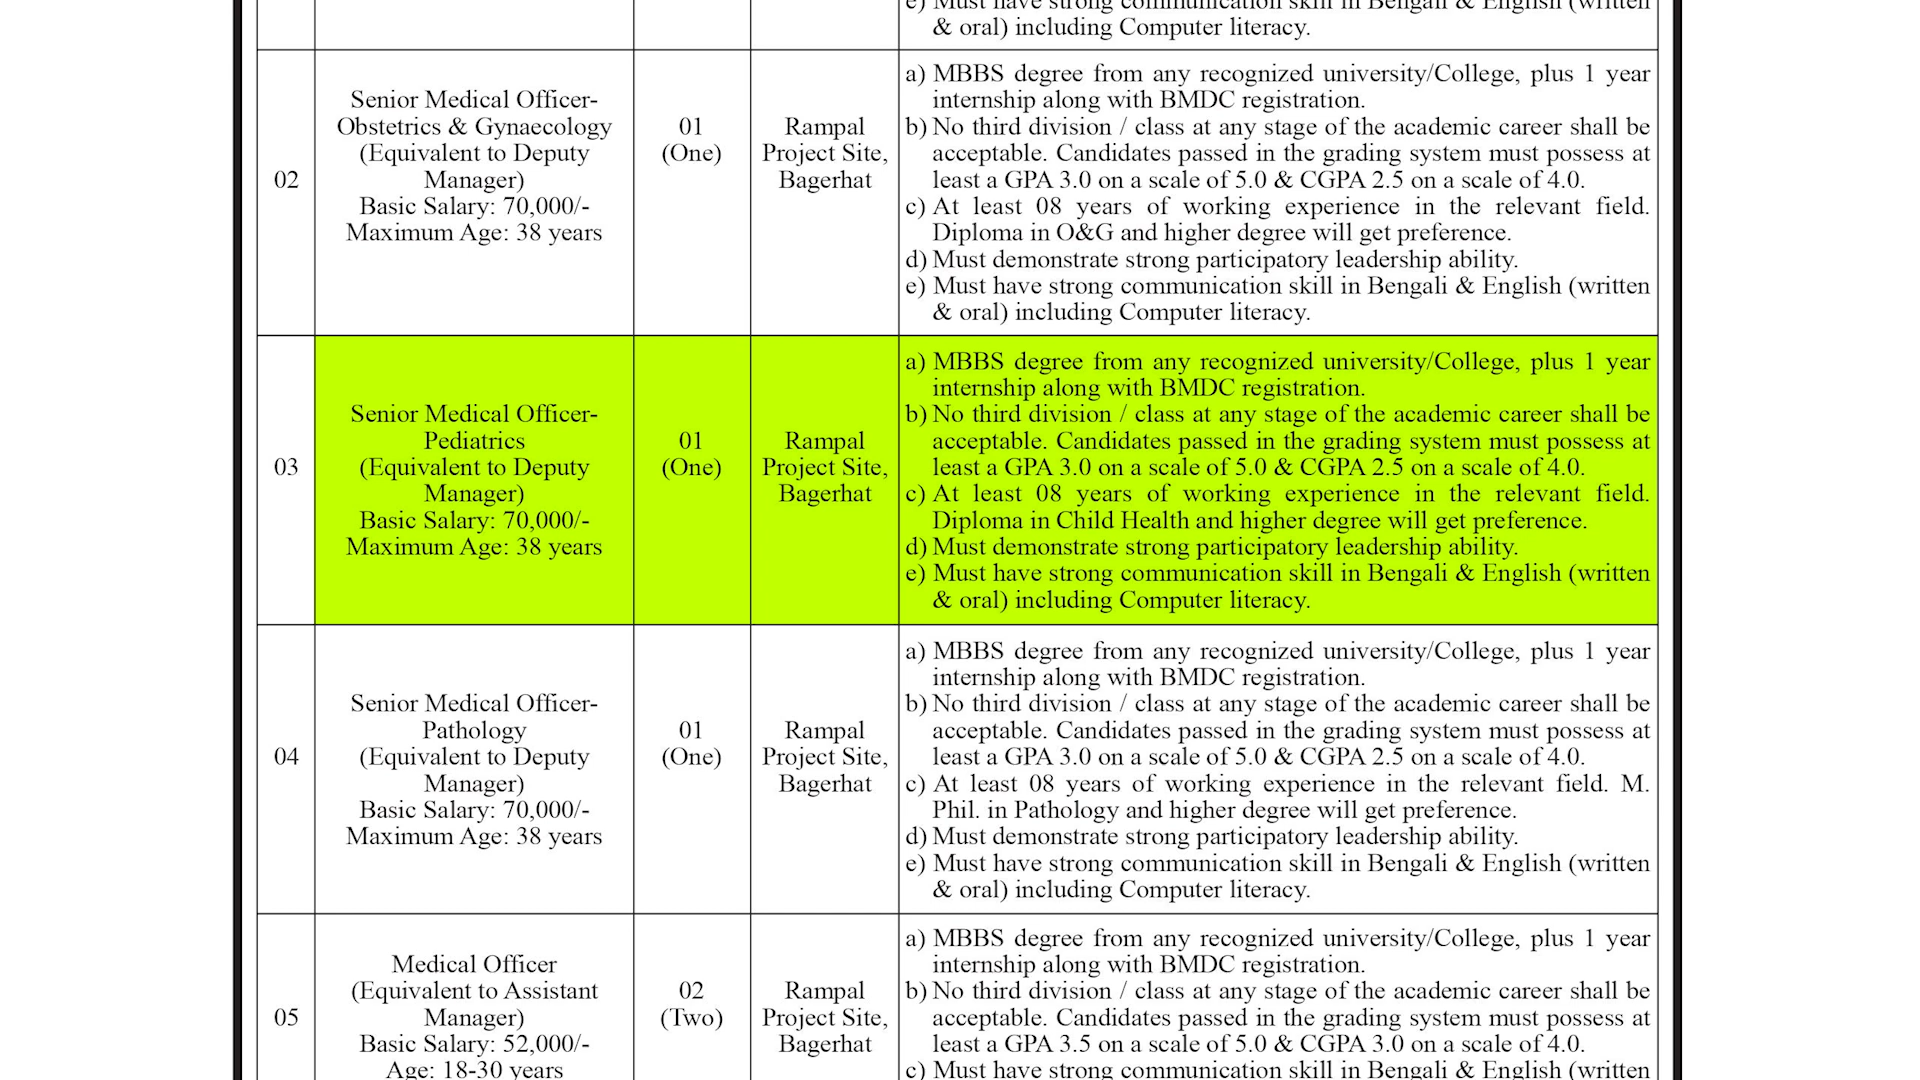 e) Must have strong communication skill in Bengali & English (written
& oral) including Computer literacy.
02
Senior Medical Officer-
Obstetrics & Gynaecology
(Equivalent to Deputy
Manager)
Basic Salary: 70,000/-
Maximum Age: 38 years
01
(One)
Rampal
Project Site,
Bagerhat
a) MBBS degree from any recognized university/College, plus 1 year
internship along with BMDC registration.
b) No third division / class at any stage of the academic career shall be
acceptable. Candidates passed in the grading system must possess at
least a GPA 3.0 on a scale of 5.0 & CGPA 2.5 on a scale of 4.0.
c) At least 08 years of working experience in the relevant field.
Diploma in O&G and higher degree will get preference.
d) Must demonstrate strong participatory leadership ability.
e) Must have strong communication skill in Bengali & English (written
& oral) including Computer literacy.
03
Senior Medical Officer-
Pediatrics
(Equivalent to Deputy
Manager)
Basic Salary: 70,000/-
Maximum Age: 38 years
01
(One)
Rampal
Project Site,
Bagerhat
a) MBBS degree from any recognized university/College, plus 1 year
internship along with BMDC registration.
b) No third division / class at any stage of the academic career shall be
acceptable. Candidates passed in the grading system must possess at
least a GPA 3.0 on a scale of 5.0 & CGPA 2.5 on a scale of 4.0.
c) At least 08 years of working experience in the relevant field.
Diploma in Child Health and higher degree will get preference.
d) Must demonstrate strong participatory leadership ability.
e) Must have strong communication skill in Bengali & English (written
& oral) including Computer literacy.
04
Senior Medical Officer-
Pathology
(Equivalent to Deputy
Manager)
Basic Salary: 70,000/-
Maximum Age: 38 years
01
(One)
Rampal
Project Site,
Bagerhat
a) MBBS degree from any recognized university/College, plus 1 year
internship along with BMDC registration.
b) No third division / class at any stage of the academic career shall be
acceptable. Candidates passed in the grading system must possess at
least a GPA 3.0 on a scale of 5.0 & CGPA 2.5 on a scale of 4.0.
c) At least 08 years of working experience in the relevant field. M.
Phil. in Pathology and higher degree will get preference.
d) Must demonstrate strong participatory leadership ability.
e) Must have strong communication skill in Bengali & English (written
& oral) including Computer literacy.
05
Medical Officer
(Equivalent to Assistant
Manager)
Basic Salary: 52,000/-
Age: 18-30 years
02
(Two)
Rampal
Project Site,
Bagerhat
a) MBBS degree from any recognized university/College, plus 1 year
internship along with BMDC registration.
b) No third division / class at any stage of the academic career shall be
acceptable. Candidates passed in the grading system must possess at
least a GPA 3.5 on a scale of 5.0 & CGPA 3.0 on a scale of 4.0.
c) Must have strong communication skill in Bengali & English (written